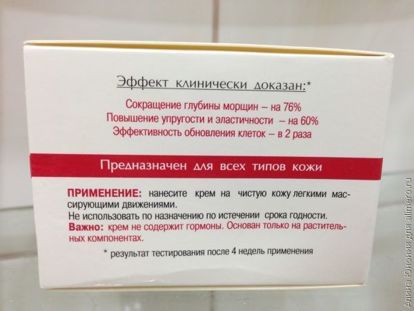 Эффект клинически доказан:*
Сокращение глубины морщин – на 76%
Повышение упругости и эластичности – на 60%
Эффективность обновления клеток – в 2 раза
Предназначен для всех типов кожи
ПРИМЕНЕНИЕ: нанесите крем на чистую кожу легкими мас-
сирующими движениями.
Не использовать по назначению по истечении срока годности.
Важно: крем не содержит гормоны. Основан только на раститель-
ных компонентах.
* результат тестирования после 4 недель применения